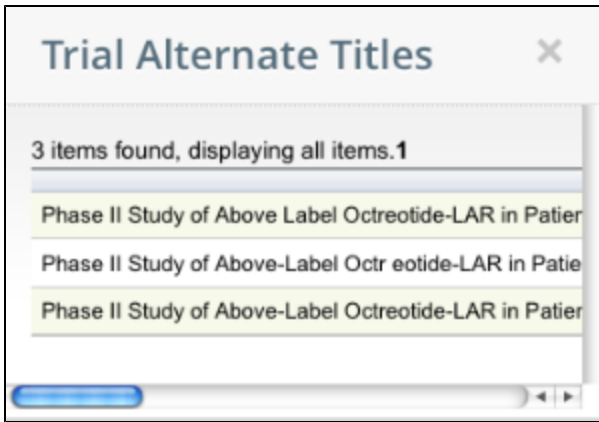 Trial Alternate Titles
3 items found, displaying all items.1
Phase II Study of Above Label Octreotide-LAR in Patien
Phase II Study of Above-Label Octr eotide-LAR in Patie
Phase II Study of Above-Label Octreotide-LAR in Patien